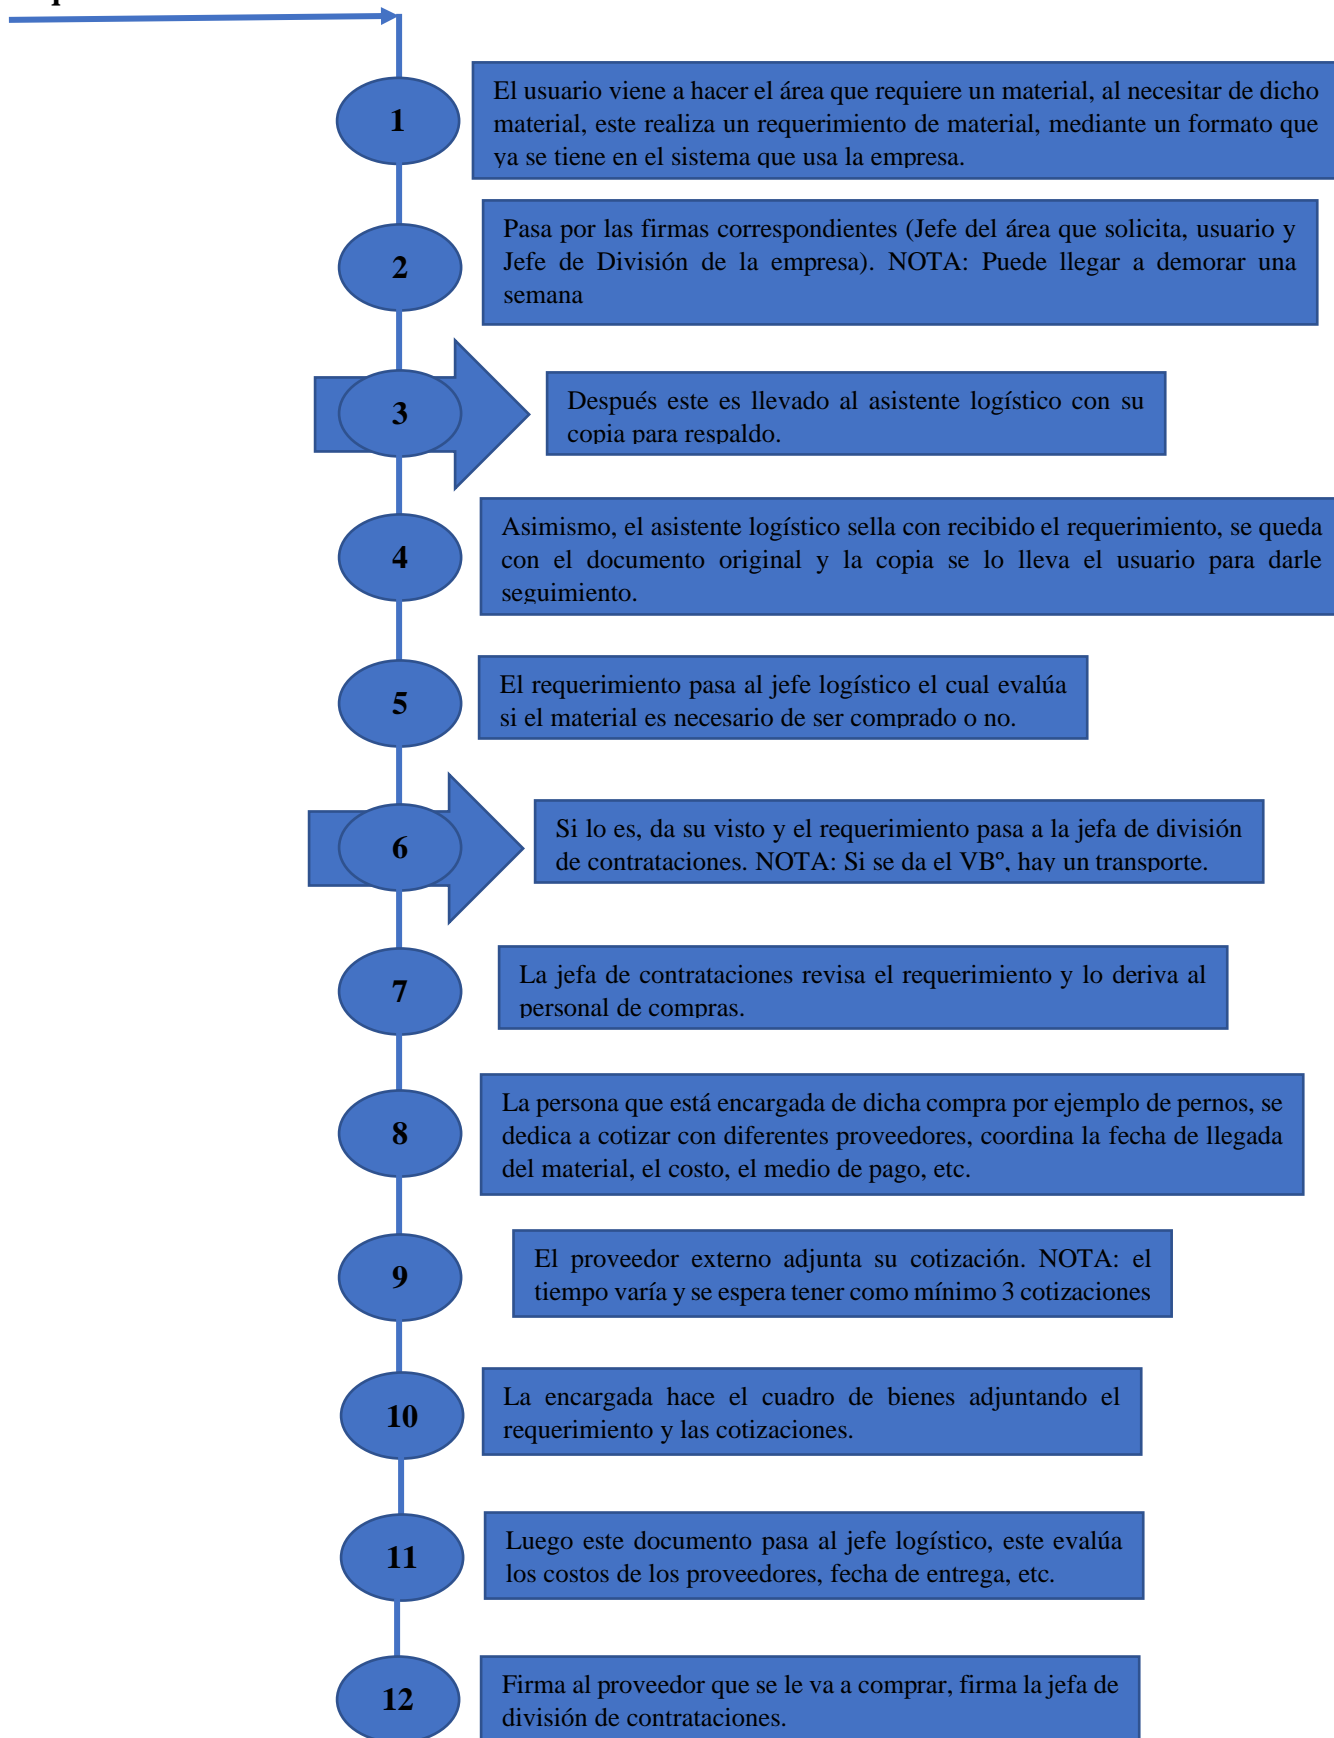 1
El usuario viene a hacer el área que requiere un material, al necesitar de dicho
material, este realiza un requerimiento de material, mediante un formato que
ya se tiene en el sistema que usa la empresa.
2
Pasa por las firmas correspondientes (Jefe del área que solicita, usuario y
Jefe de División de la empresa). NOTA: Puede llegar a demorar una
semana
3
Después este es llevado al asistente logístico con su
copia para respaldo.
4
Asimismo, el asistente logístico sella con recibido el requerimiento, se queda
con el documento original y la copia se lo lleva el usuario para darle
seguimiento.
5
El requerimiento pasa al jefe logístico el cual evalúa
si el material es necesario de ser comprado o no.
6
Si lo es, da su visto y el requerimiento pasa a la jefa de división
de contrataciones. NOTA: Si se da el VBº, hay un transporte.
7
La jefa de contrataciones revisa el requerimiento y lo deriva al
personal de compras.
8
La persona que está encargada de dicha compra por ejemplo de pernos, se
dedica a cotizar con diferentes proveedores, coordina la fecha de llegada
del material, el costo, el medio de pago, etc.
9
El proveedor externo adjunta su cotización. NOTA: el
tiempo varía y se espera tener como mínimo 3 cotizaciones
10
La encargada hace el cuadro de bienes adjuntando el
requerimiento y las cotizaciones.
11
Luego este documento pasa al jefe logístico, este evalúa
los costos de los proveedores, fecha de entrega, etc.
12
Firma al proveedor que se le va a comprar, firma la jefa de
división de contrataciones.